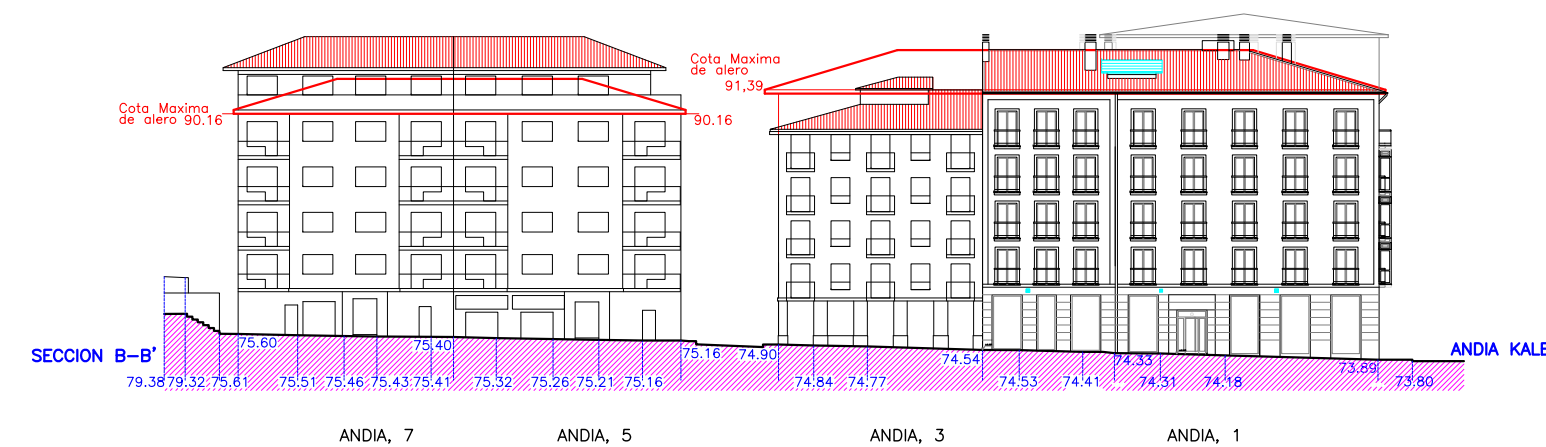 Cota Maxima
de alero
91,39
Cota Maxima
de alero 90.16
90.16
SECCION B-B'
75.60
75.40
75.16
74.90
74.54
74.33
73.89
ANDIA KALE
79.38
79.32
75.61
75.51
75.46
75.43
75.41
75.32
75.26
75.21
75.16
74.84
74.77
74.53
74.41
74.31
74.18
73.80
ANDIA, 7
ANDIA, 5
ANDIA, 3
ANDIA, 1